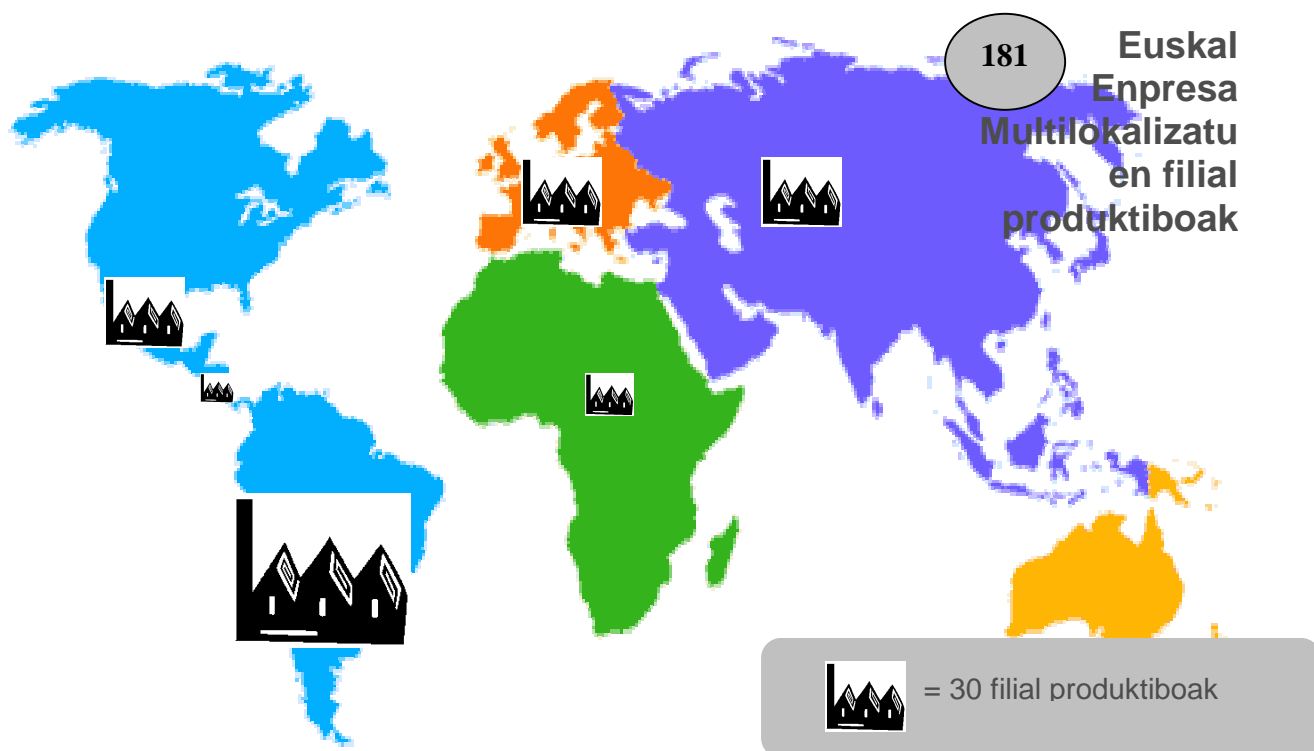 181
Euskal
Enpresa
Multilokalizatu
en filial
produktiboak
= 30 filial produktiboak